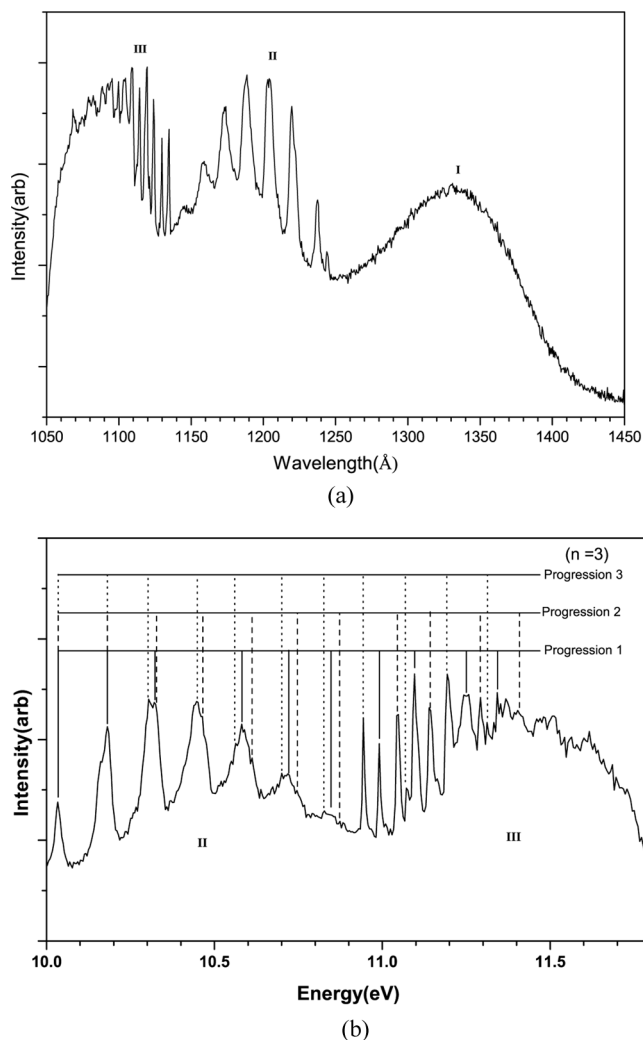 III
II
I
Intensity(arb)
1050 1100 1150 1200 1250 1300 1350 1400 1450
Wavelength(Å)
(a)
(n =3)
Progression 3
Progression 2
Progression 1
Intensity(arb)
II
III
10.0 10.5 11.0 11.5
Energy(eV)
(b)